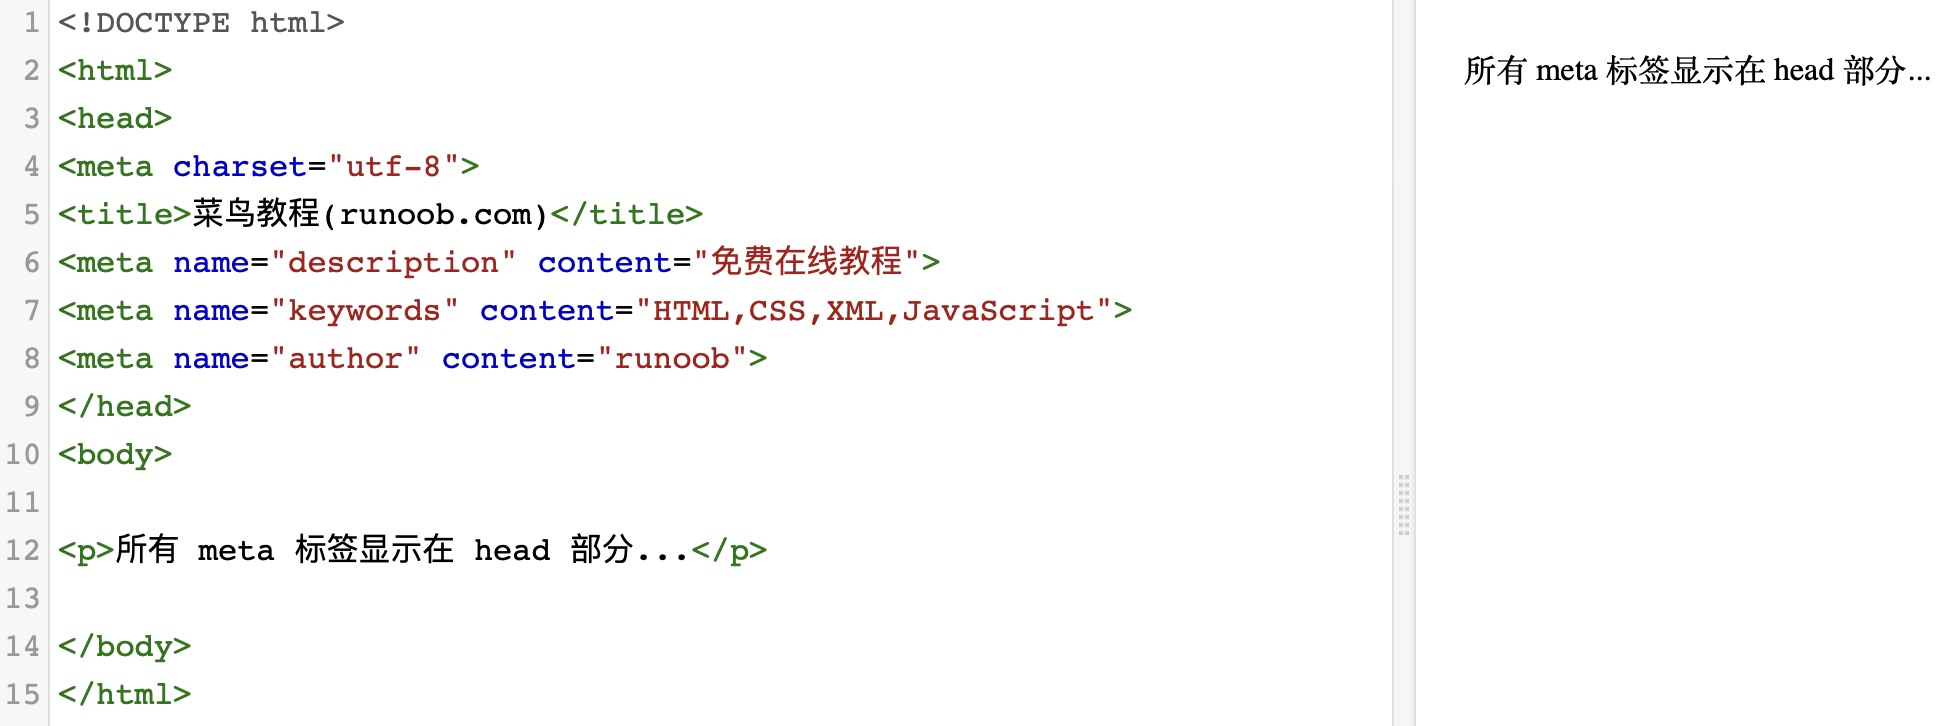 1 <!DOCTYPE html>
2 <html>
3 <head>
4 <meta charset="utf-8">
5 <title>菜鸟教程(runoob.com)</title>
6 <meta name="description" content="免费在线教程">
7 <meta name="keywords" content="HTML,CSS,XML,JavaScript">
8 <meta name="author" content="runoob">
9 </head>
10 <body>
11
12 <p>所有 meta 标签显示在 head 部分...</p>
13
14 </body>
15 </html>
所有 meta 标签显示在 head 部分...